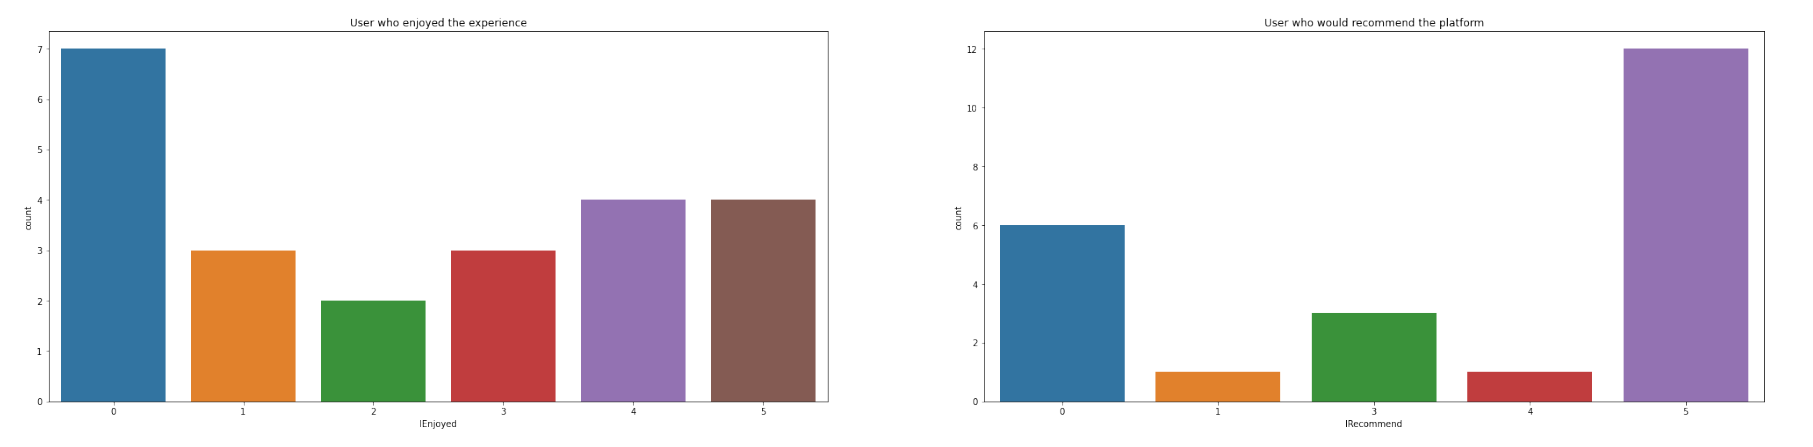 User who enjoyed the experience
7
6
5
4
3
2
1
0
count
0 1 2 3 4 5
IEnjoyed
User who would recommend the platform
12
10
8
6
4
2
0
count
0 1 3 4 5
IRecommend